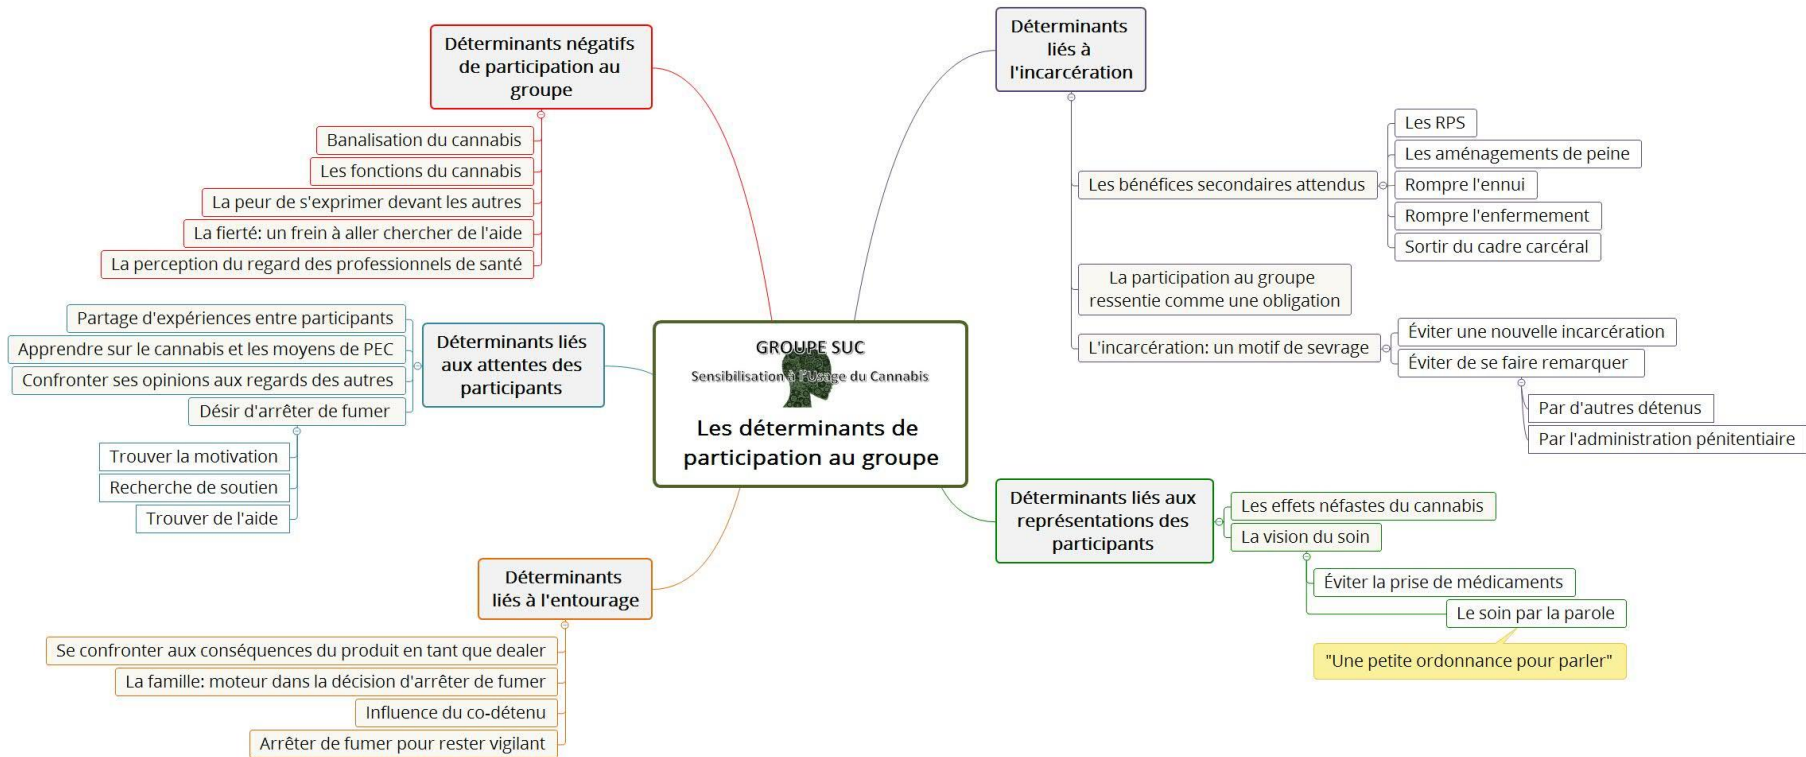 GROUPE SUC
Sensibilisation à l'Usage du Cannabis
Les déterminants de
participation au groupe
Déterminants négatifs
de participation au
groupe
Banalisation du cannabis
Les fonctions du cannabis
La peur de s'exprimer devant les autres
La fierté: un frein à aller chercher de l'aide
La perception du regard des professionnels de santé
Déterminants liés
aux attentes des
participants
Partage d'expériences entre participants
Apprendre sur le cannabis et les moyens de PEC
Confronter ses opinions aux regards des autres
Désir d'arrêter de fumer
Trouver la motivation
Recherche de soutien
Trouver de l'aide
Déterminants
liés à l'entourage
Se confronter aux conséquences du produit en tant que dealer
La famille: moteur dans la décision d'arrêter de fumer
Influence du co-détenu
Arrêter de fumer pour rester vigilant
Déterminants
liés à
l'incarcération
Les bénéfices secondaires attendus
Les RPS
Les aménagements de peine
Rompre l'ennui
Rompre l'enfermement
Sortir du cadre carcéral
La participation au groupe
ressentie comme une obligation
L'incarcération: un motif de sevrage
Éviter une nouvelle incarcération
Éviter de se faire remarquer
Par d'autres détenus
Par l'administration pénitentiaire
Déterminants liés aux
représentations des
participants
Les effets néfastes du cannabis
La vision du soin
Éviter la prise de médicaments
Le soin par la parole
"Une petite ordonnance pour parler"